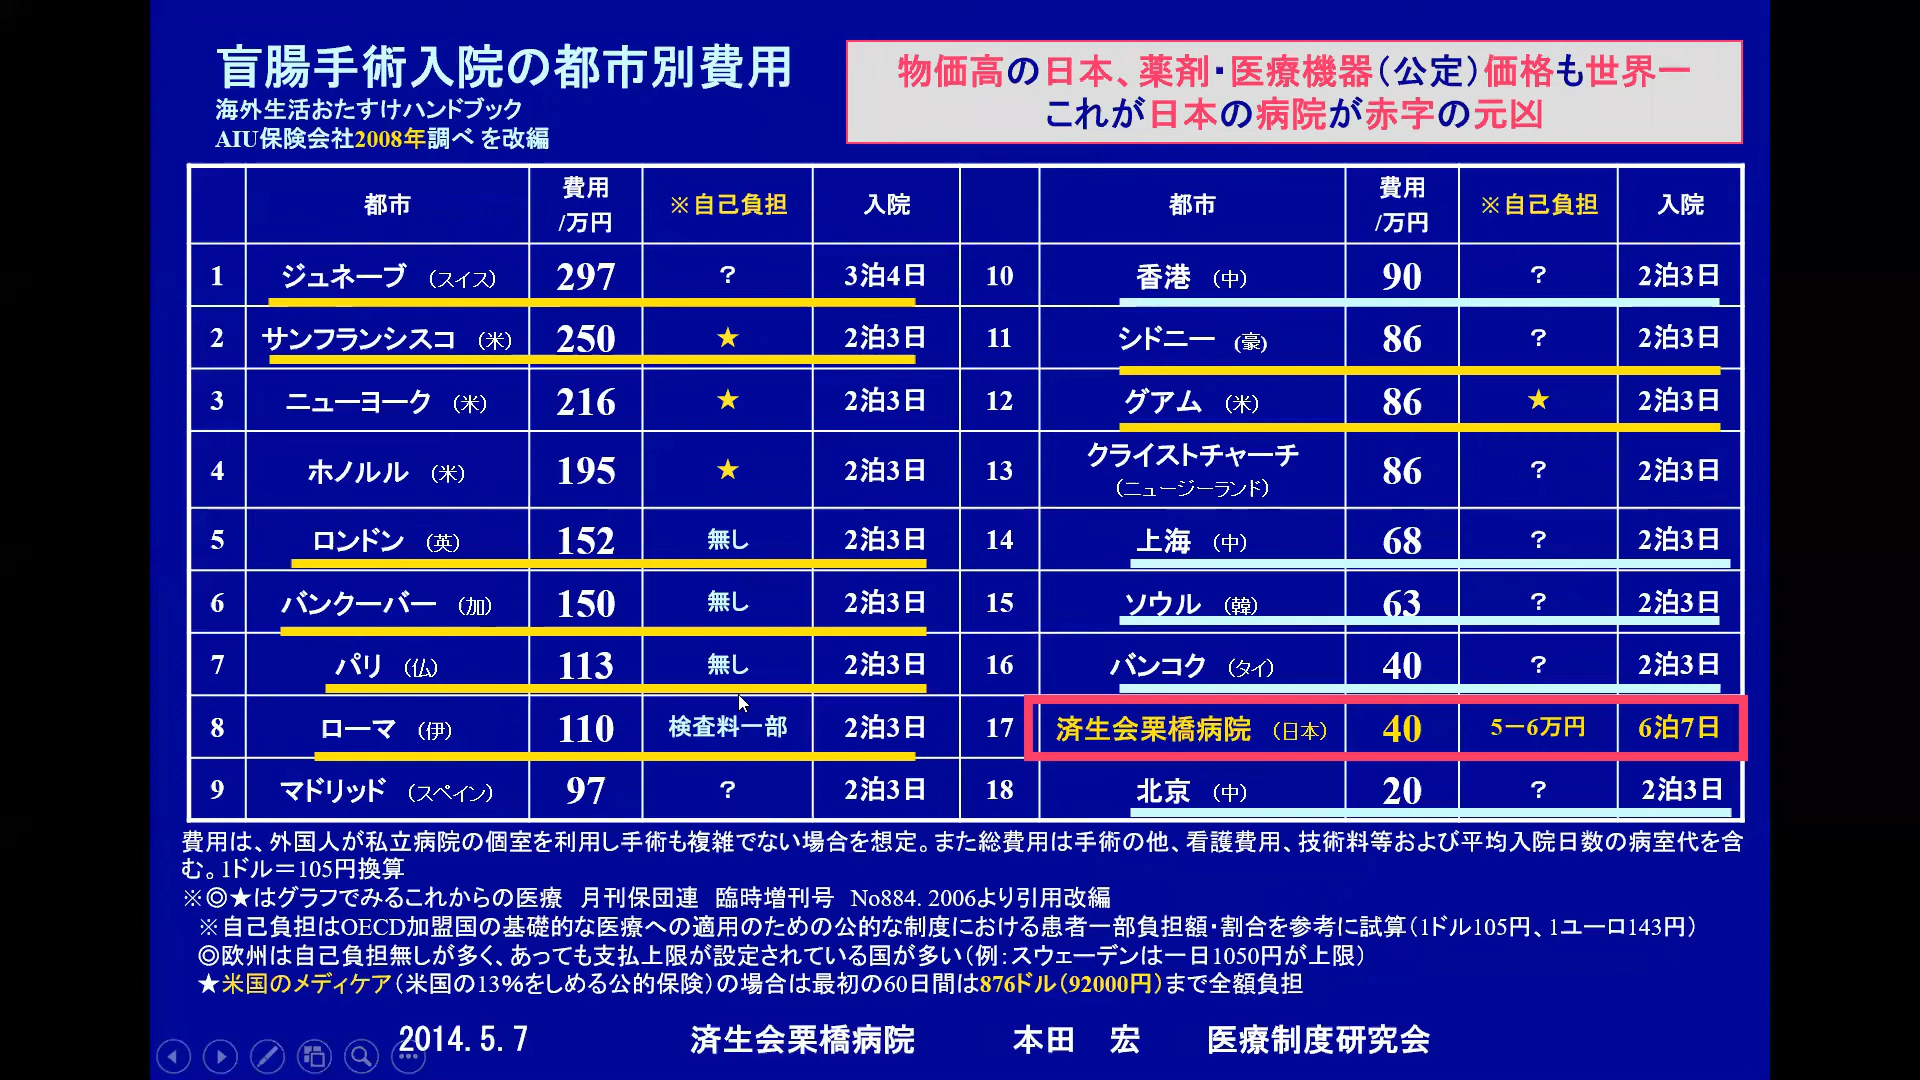 盲腸手術入院の都市別費用
海外生活おたすけハンドブック
AIU保険会社2008年調べ を改編
物価高の日本、薬剤・医療機器（公定）価格も世界一
これが日本の病院が赤字の元凶
都市 費用/万円 ※自己負担 入院 都市 費用/万円 ※自己負担 入院
1 ジュネーブ （スイス） 297 ？ 3泊4日 10 香港 （中） 90 ？ 2泊3日
2 サンフランシスコ （米） 250 ★ 2泊3日 11 シドニー （豪） 86 ？ 2泊3日
3 ニューヨーク （米） 216 ★ 2泊3日 12 グアム （米） 86 ★ 2泊3日
4 ホノルル （米） 195 ★ 2泊3日 13 クライストチャーチ （ニュージーランド） 86 ？ 2泊3日
5 ロンドン （英） 152 無し 2泊3日 14 上海 （中） 68 ？ 2泊3日
6 バンクーバー （加） 150 無し 2泊3日 15 ソウル （韓） 63 ？ 2泊3日
7 パリ （仏） 113 無し 2泊3日 16 バンコク （タイ） 40 ？ 2泊3日
8 ローマ （伊） 110 検査料一部 2泊3日 17 済生会栗橋病院 （日本） 40 5－6万円 6泊7日
9 マドリッド （スペイン） 97 ？ 2泊3日 18 北京 （中） 20 ？ 2泊3日
費用は、外国人が私立病院の個室を利用し手術も複雑でない場合を想定。また総費用は手術の他、看護費用、技術料等および平均入院日数の病室代を含
む。1ドル＝105円換算
※◎★はグラフでみるこれからの医療　月刊保団連　臨時増刊号　No884. 2006より引用改編
※自己負担はOECD加盟国の基礎的な医療への適用のための公的な制度における患者一部負担額・割合を参考に試算（1ドル105円、1ユーロ143円）
◎欧州は自己負担無しが多く、あっても支払上限が設定されている国が多い（例：スウェーデンは一日1050円が上限）
★米国のメディケア（米国の13%をしめる公的保険）の場合は最初の60日間は876ドル（92000円）まで全額負担
2014.5.7 済生会栗橋病院 本田 宏 医療制度研究会